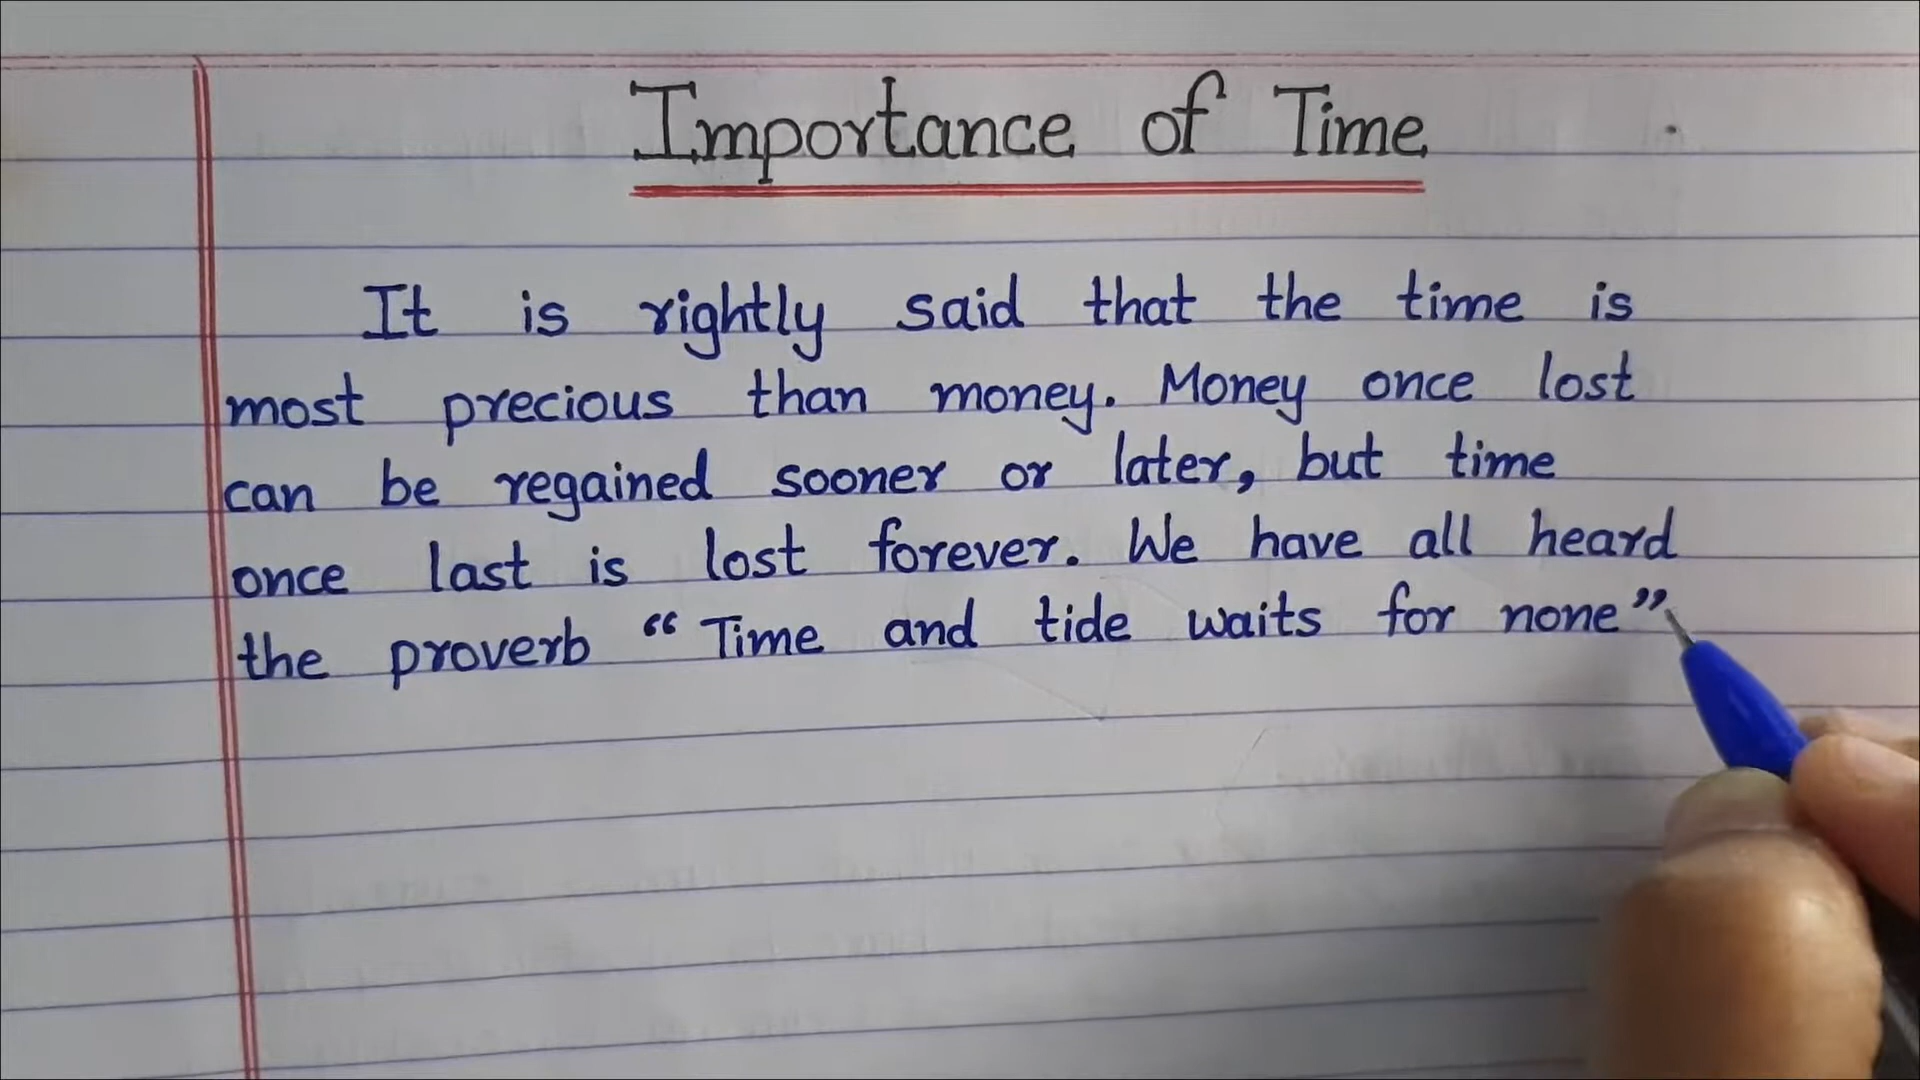 Importance of Time
It is rightly said that the time is
most precious than money. Money once lost
can be regained sooner or later, but time
once last is lost forever. We have all heard
the proverb “Time and tide waits for none”